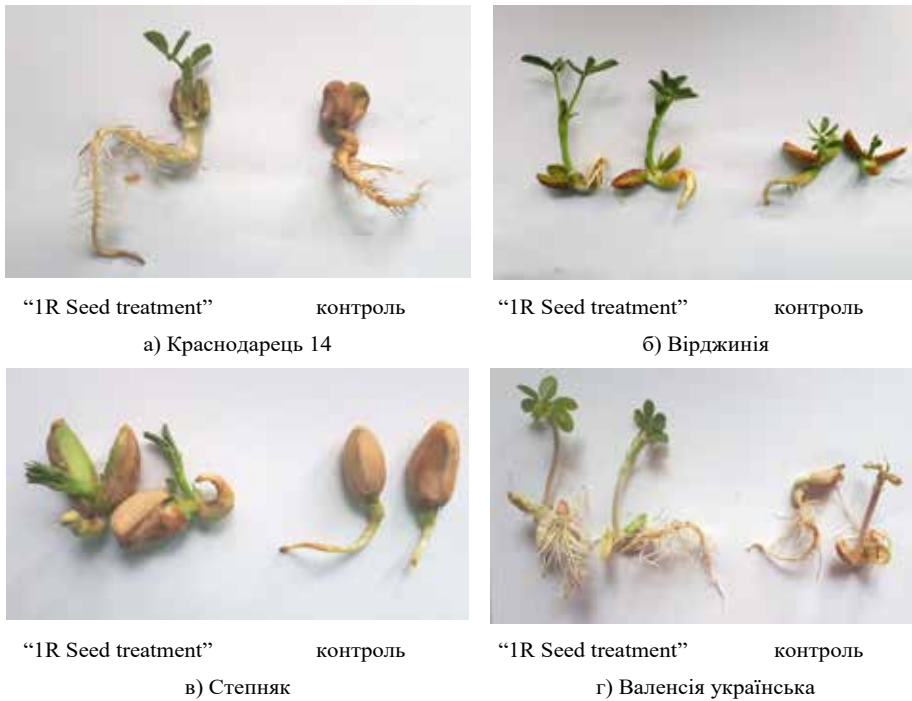 “1R Seed treatment” контроль
а) Краснодарець 14
“1R Seed treatment” контроль
б) Вірджинія
“1R Seed treatment” контроль
в) Степняк
“1R Seed treatment” контроль
г) Валенсія українська